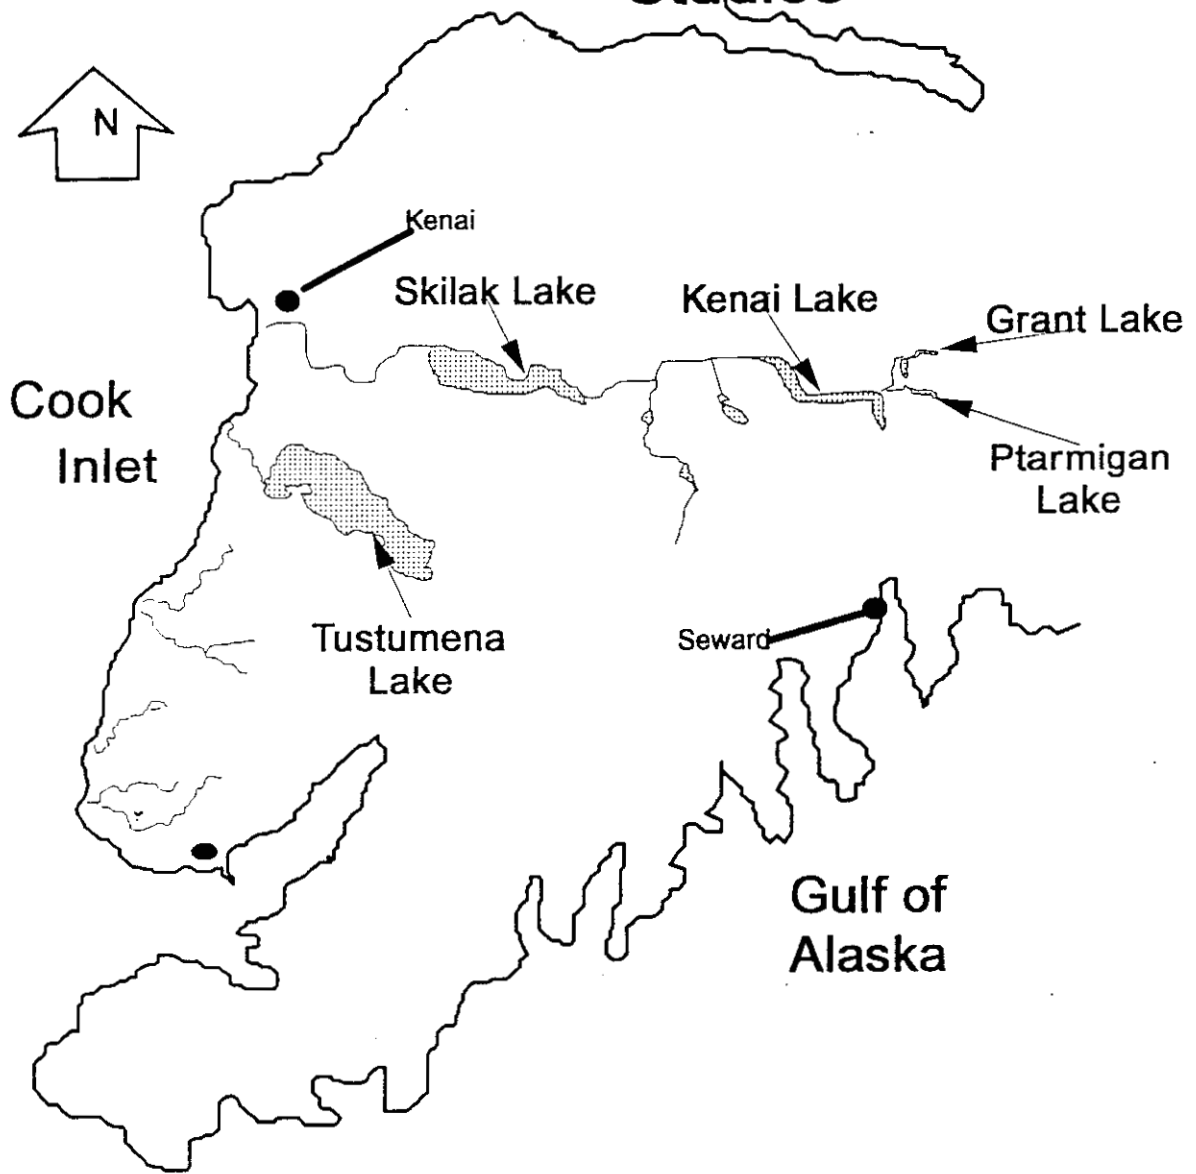 N
Kenai
Skilak Lake
Kenai Lake
Grant Lake
Cook
Inlet
Ptarmigan
Lake
Tustumena
Lake
Seward
Gulf of
Alaska